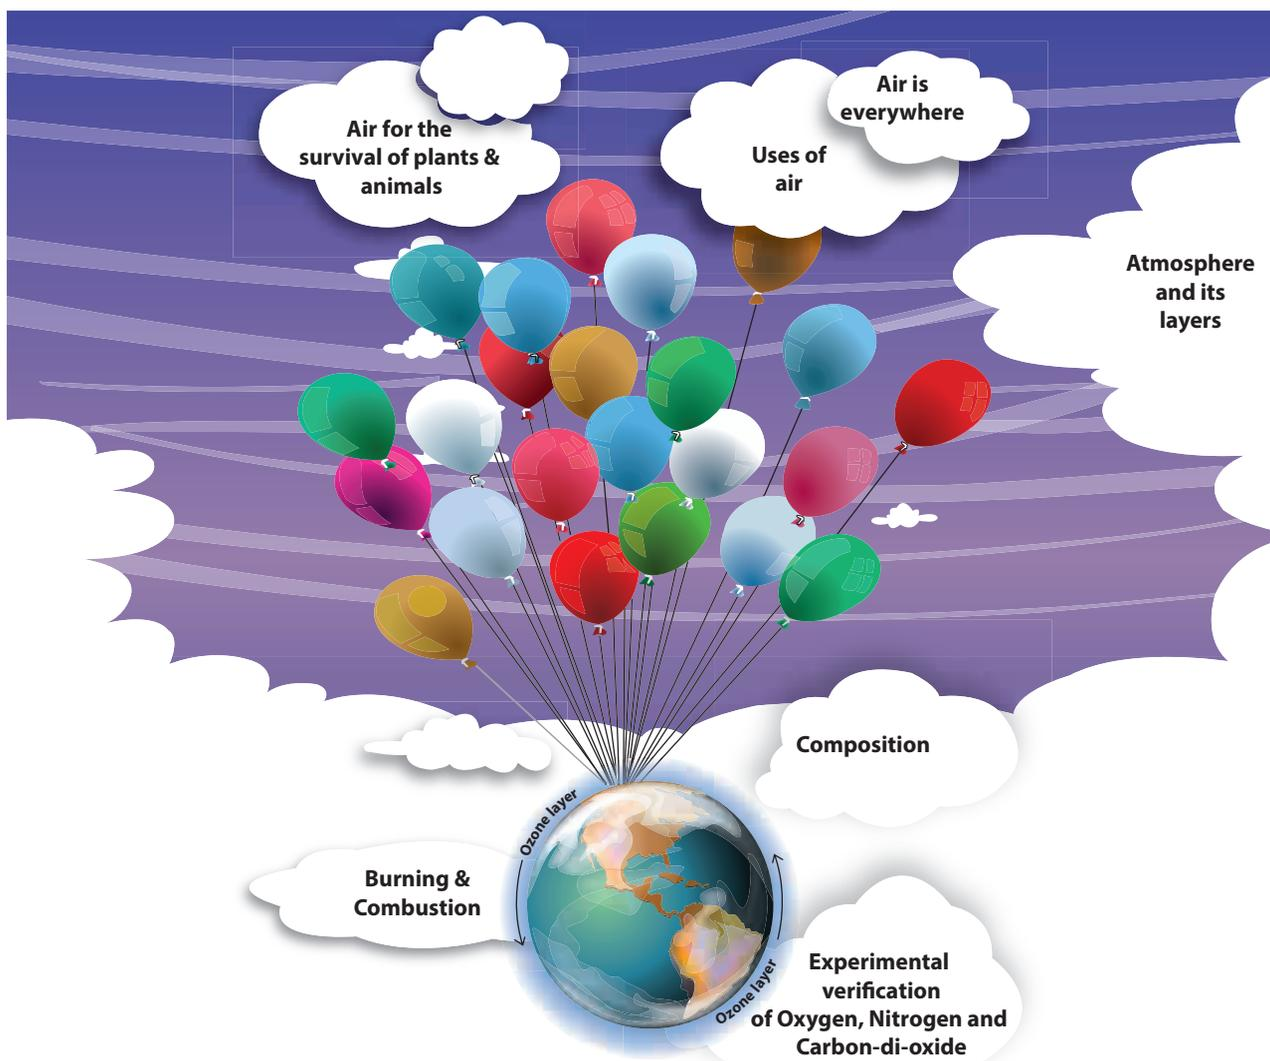 Air for the
survival of plants &
animals
Air is
everywhere
Uses of
air
Atmosphere
and its
layers
Composition
Ozone layer
Burning &
Combustion
Ozone layer
Experimental
verification
of Oxygen, Nitrogen and
Carbon-di-oxide